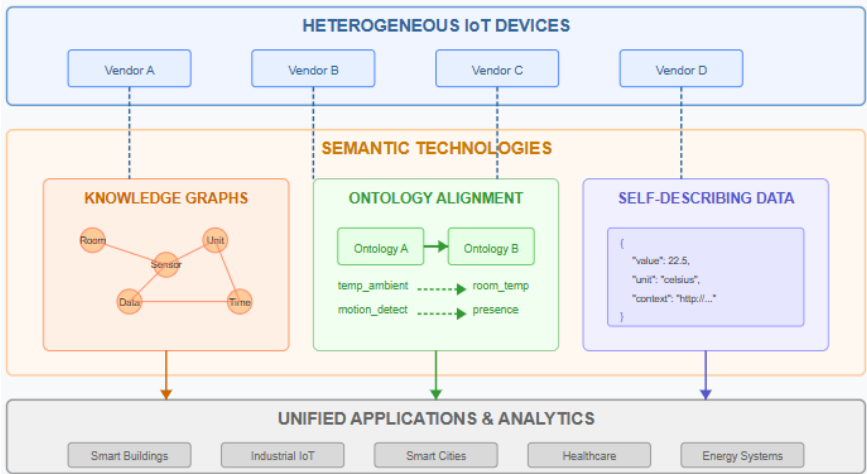 HETEROGENEOUS IoT DEVICES
Vendor A
Vendor B
Vendor C
Vendor D
SEMANTIC TECHNOLOGIES
KNOWLEDGE GRAPHS
Room
Unit
Sensor
Data
Time
ONTOLOGY ALIGNMENT
Ontology A
Ontology B
temp_ambient
room_temp
motion_detect
presence
SELF-DESCRIBING DATA
{
"value": 22.5,
"unit": "celsius",
"context": "http://..."
}
UNIFIED APPLICATIONS & ANALYTICS
Smart Buildings
Industrial IoT
Smart Cities
Healthcare
Energy Systems